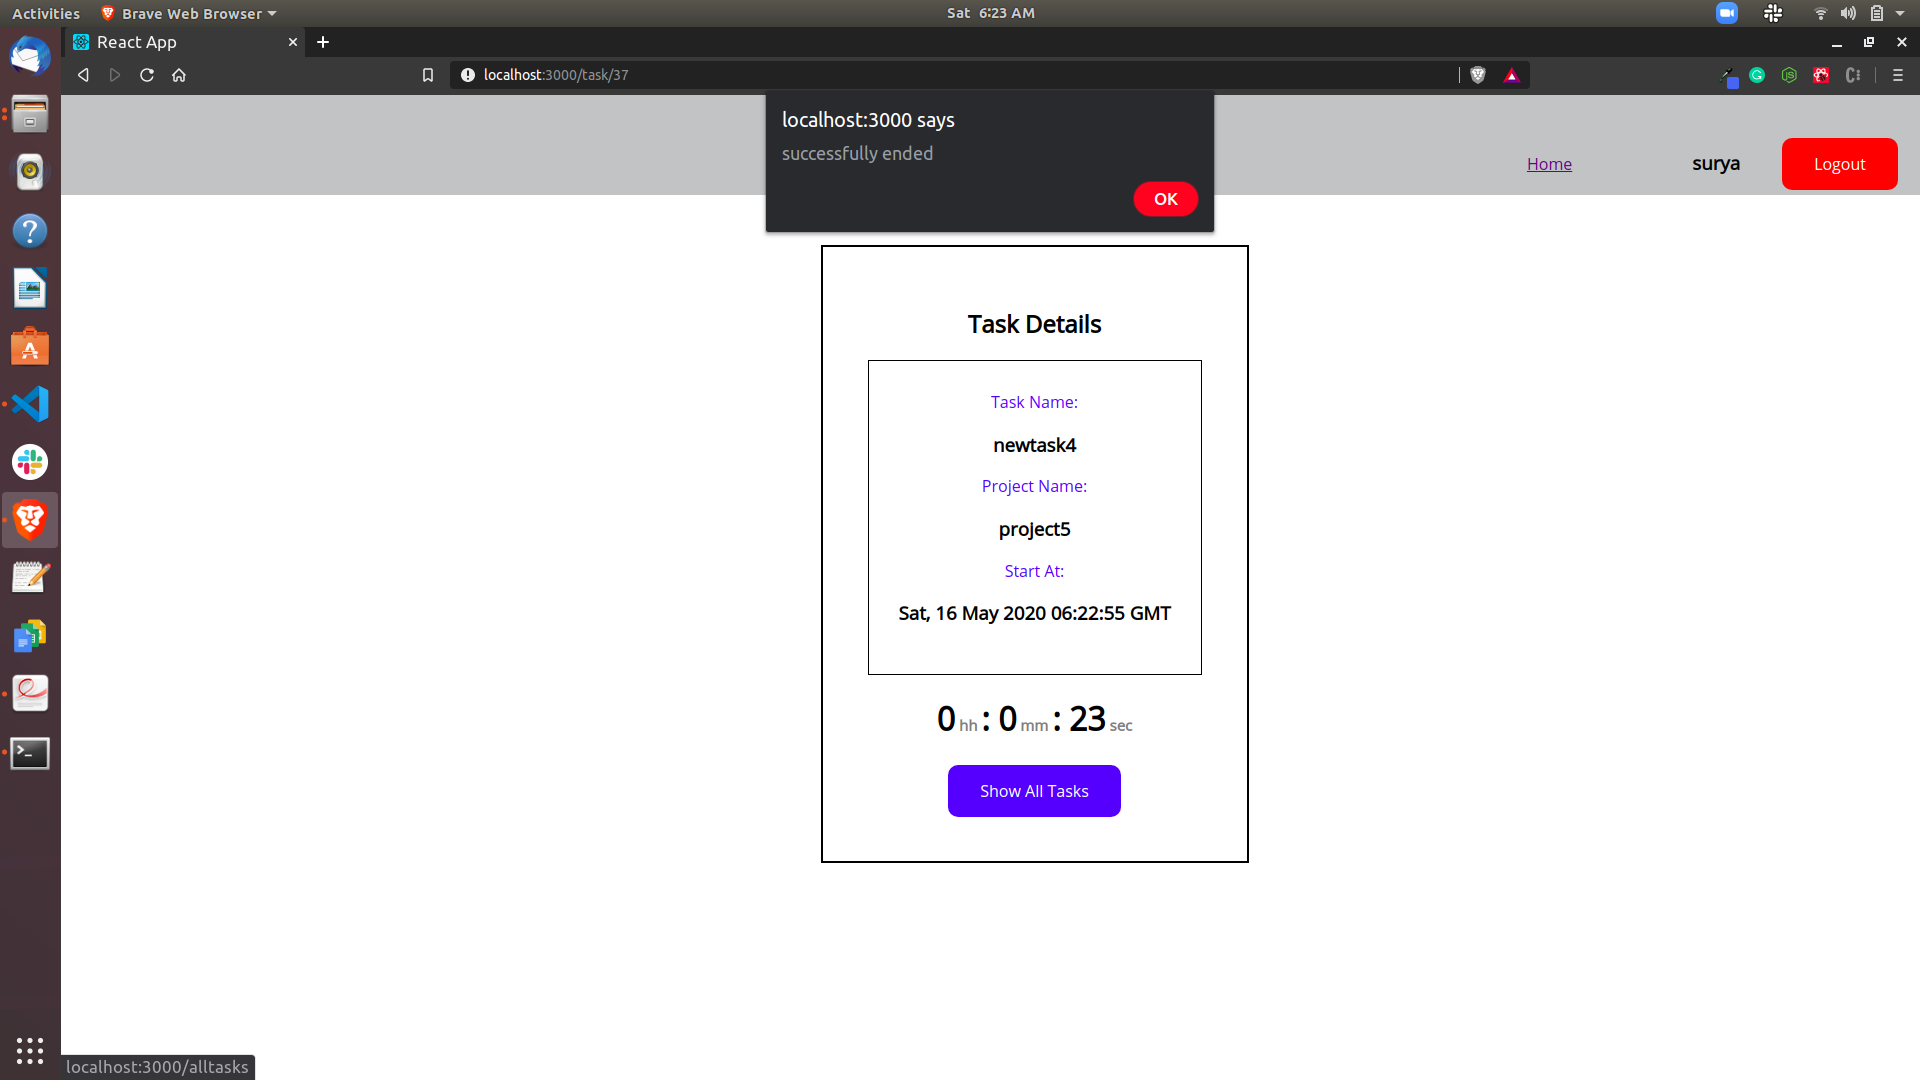 Activities
Brave Web Browser
Sat 6:23 AM
React App
localhost:3000/task/37
localhost:3000 says
successfully ended
OK
Home
surya
Logout
Task Details
Task Name:
newtask4
Project Name:
project5
Start At:
Sat, 16 May 2020 06:22:55 GMT
0 hh : 0 mm : 23 sec
Show All Tasks
localhost:3000/alltasks